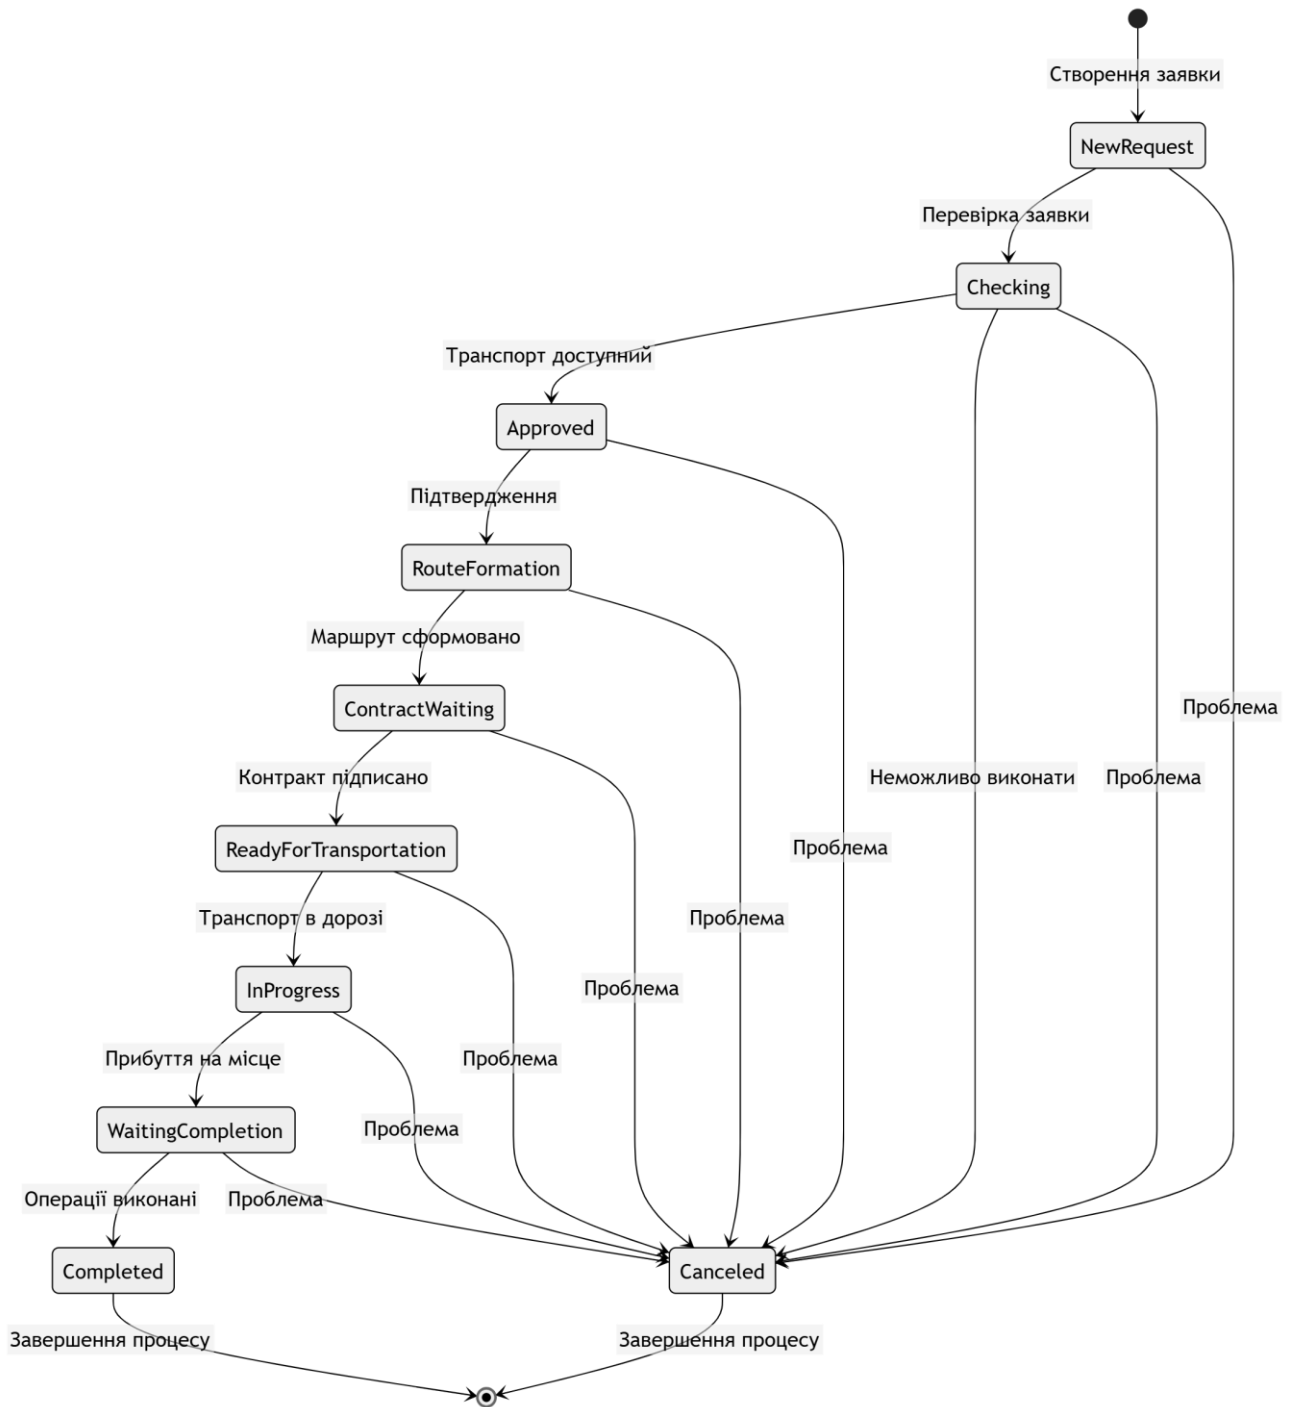 Створення заявки
NewRequest
Перевірка заявки
Checking
Транспорт доступний
Approved
Підтвердження
RouteFormation
Маршрут сформовано
ContractWaiting
Проблема
Контракт підписано
Неможливо виконати
Проблема
ReadyForTransportation
Проблема
Транспорт в дорозі
Проблема
InProgress
Проблема
Прибуття на місце
Проблема
WaitingCompletion
Проблема
Операції виконані
Проблема
Completed
Canceled
Завершення процесу
Завершення процесу